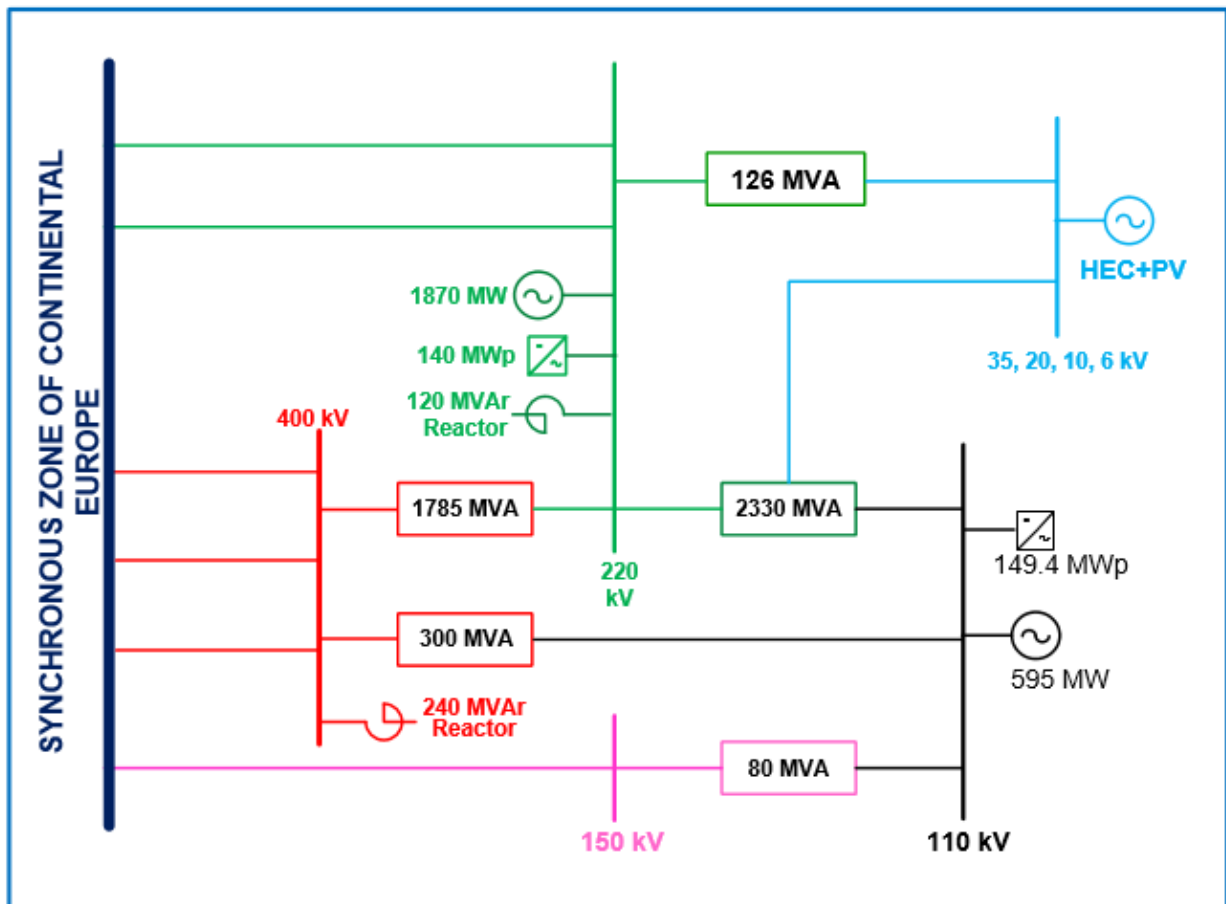 SYNCHRONOUS ZONE OF CONTINENTAL
EUROPE
126 MVA
HEC+PV
35, 20, 10, 6 kV
1870 MW
140 MWp
120 MVAr
Reactor
400 kV
1785 MVA
2330 MVA
149.4 MWp
220
kV
300 MVA
595 MW
240 MVAr
Reactor
80 MVA
150 kV
110 kV